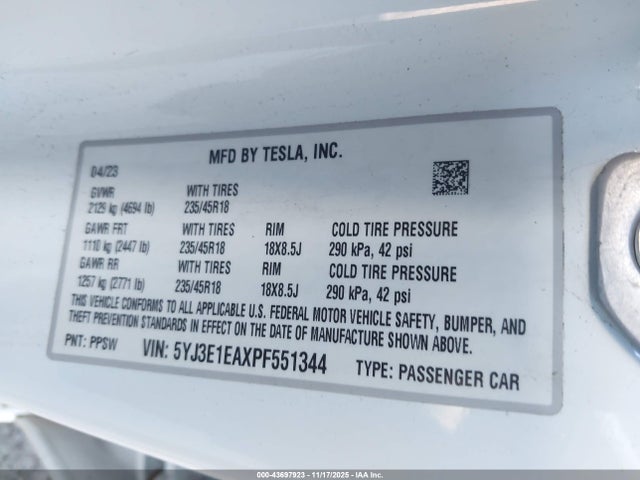 MFD BY TESLA, INC.
04/23
GVWR WITH TIRES
2129 kg (4694 lb) 235/45R18
GAWR FRT WITH TIRES RIM COLD TIRE PRESSURE
1110 kg (2447 lb) 235/45R18 18X8.5J 290 kPa, 42 psi
GAWR RR WITH TIRES RIM COLD TIRE PRESSURE
1257 kg (2771 lb) 235/45R18 18X8.5J 290 kPa, 42 psi
THIS VEHICLE CONFORMS TO ALL APPLICABLE U.S. FEDERAL MOTOR VEHICLE SAFETY, BUMPER, AND
THEFT PREVENTION STANDARDS IN EFFECT ON THE DATE OF MANUFACTURE SHOWN ABOVE.
PNT: PPSW VIN: 5YJ3E1EAXPF551344 TYPE: PASSENGER CAR
000-43697923 | 11/17/2025 - IAA Inc.